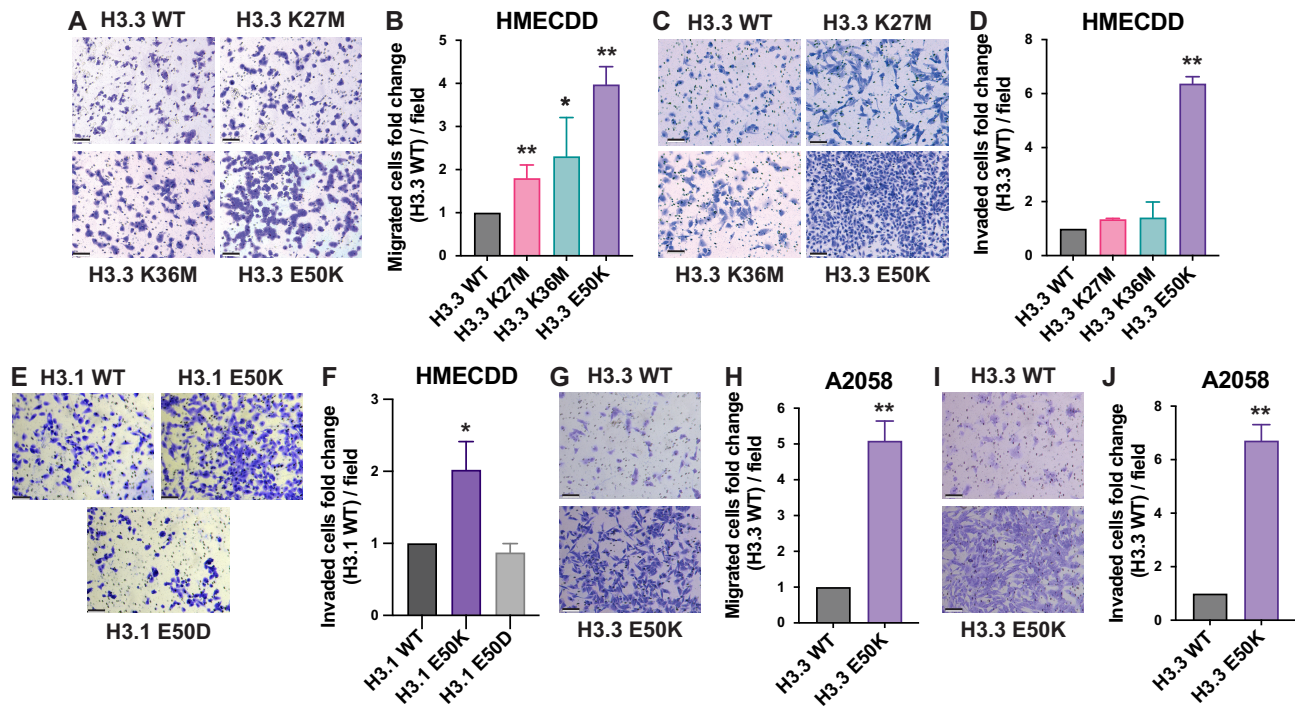 A
H3.3 WT
H3.3 K27M
H3.3 K36M
H3.3 E50K
B
HMECDD
Migrated cells fold change
(H3.3 WT) / field
5
4
3
2
1
0
**
*
**
H3.3 WT
H3.3 K27M
H3.3 K36M
H3.3 E50K
C
H3.3 WT
H3.3 K27M
H3.3 K36M
H3.3 E50K
D
HMECDD
Invaded cells fold change
(H3.3 WT) / field
8
6
4
2
0
**
H3.3 WT
H3.3 K27M
H3.3 K36M
H3.3 E50K
E
H3.1 WT
H3.1 E50K
H3.1 E50D
F
HMECDD
Invaded cells fold change
(H3.1 WT) / field
3
2
1
0
*
H3.1 WT
H3.1 E50K
H3.1 E50D
G
H3.3 WT
H3.3 E50K
H
A2058
Migrated cells fold change
(H3.3 WT) / field
6
5
4
3
2
1
0
**
H3.3 WT
H3.3 E50K
I
H3.3 WT
H3.3 E50K
J
A2058
Invaded cells fold change
(H3.3 WT) / field
8
6
4
2
0
**
H3.3 WT
H3.3 E50K